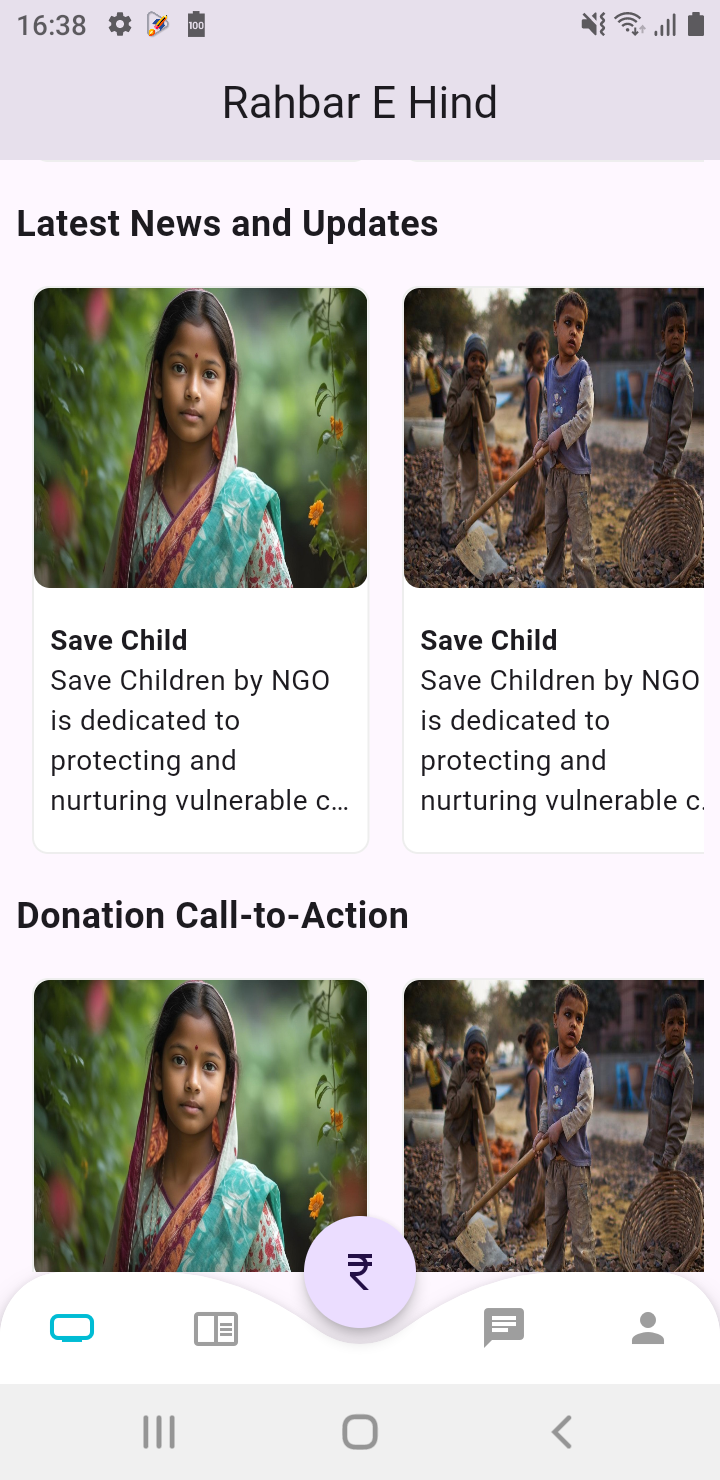 16:38
100
Rahbar E Hind
Latest News and Updates
Save Child
Save Children by NGO
is dedicated to
protecting and
nurturing vulnerable c...
Save Child
Save Children by NGO
is dedicated to
protecting and
nurturing vulnerable c.
Donation Call-to-Action
₹